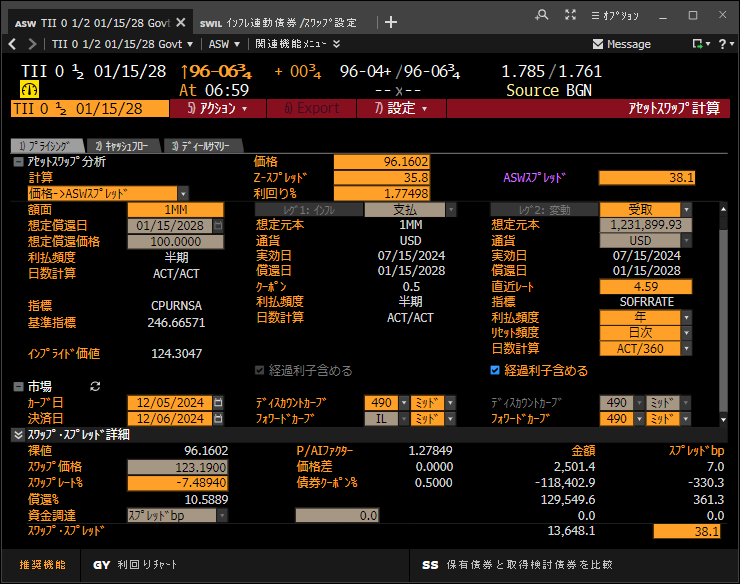 ASW TII 0 1/2 01/15/28 Govt × SWIL インフレ連動債券/スワップ設定 +
オプション
TII 0 1/2 01/15/28 Govt ▾ ASW ▾ 関連機能メニュー Message ?
TII 0 ½ 01/15/28 ↑96-06¾ + 00¾ 96-04+/96-06¾ 1.785/1.761
At 06:59 --x-- Source BGN
TII 0 ½ 01/15/28 5) アクション 6) Export 7) 設定 アセットスワップ計算
1) プライシング 2) キャッシュフロー 3) ディールサマリー
アセットスワップ分析 価格 96.1602
計算 Z-スプレッド 35.8 ASWスプレッド 38.1
価格->ASWスプレッド 利回り% 1.77498
額面 1MM レグ1: インフレ 支払 レグ2: 変動 受取
想定償還日 01/15/2028 想定元本 1MM 想定元本 1,231,899.93
想定償還価格 100.0000 通貨 USD 通貨 USD
利払頻度 半期 実効日 07/15/2024 実効日 07/15/2024
日数計算 ACT/ACT 償還日 01/15/2028 償還日 01/15/2028
クーポン 0.5 直近レート 4.59
指標 CPURNSA 利払頻度 半期 指標 SOFRRATE
基準指標 246.66571 日数計算 ACT/ACT 利払頻度 年
リセット頻度 日次
インプライド価値 124.3047 日数計算 ACT/360
経過利子含める 経過利子含める
市場
カーブ日 12/05/2024 ディスカウントカーブ 490 ミッド ディスカウントカーブ 490 ミッド
決済日 12/06/2024 フォワードカーブ IL ミッド フォワードカーブ 490 ミッド
スワップ・スプレッド詳細
裸値 96.1602 P/AIファクター 1.27849 金額 スプレッドbp
スワップ価格 123.1900 価格差 0.0000 2,501.4 7.0
スワップレート% -7.48940 債券クーポン% 0.5000 -118,402.9 -330.3
償還% 10.5889 129,549.6 361.3
資金調達 スプレッドbp 0.0 0.0 0.0
スワップ・スプレッド 13,648.1 38.1
推奨機能 GY 利回りチャート SS 保有債券と取得検討債券を比較